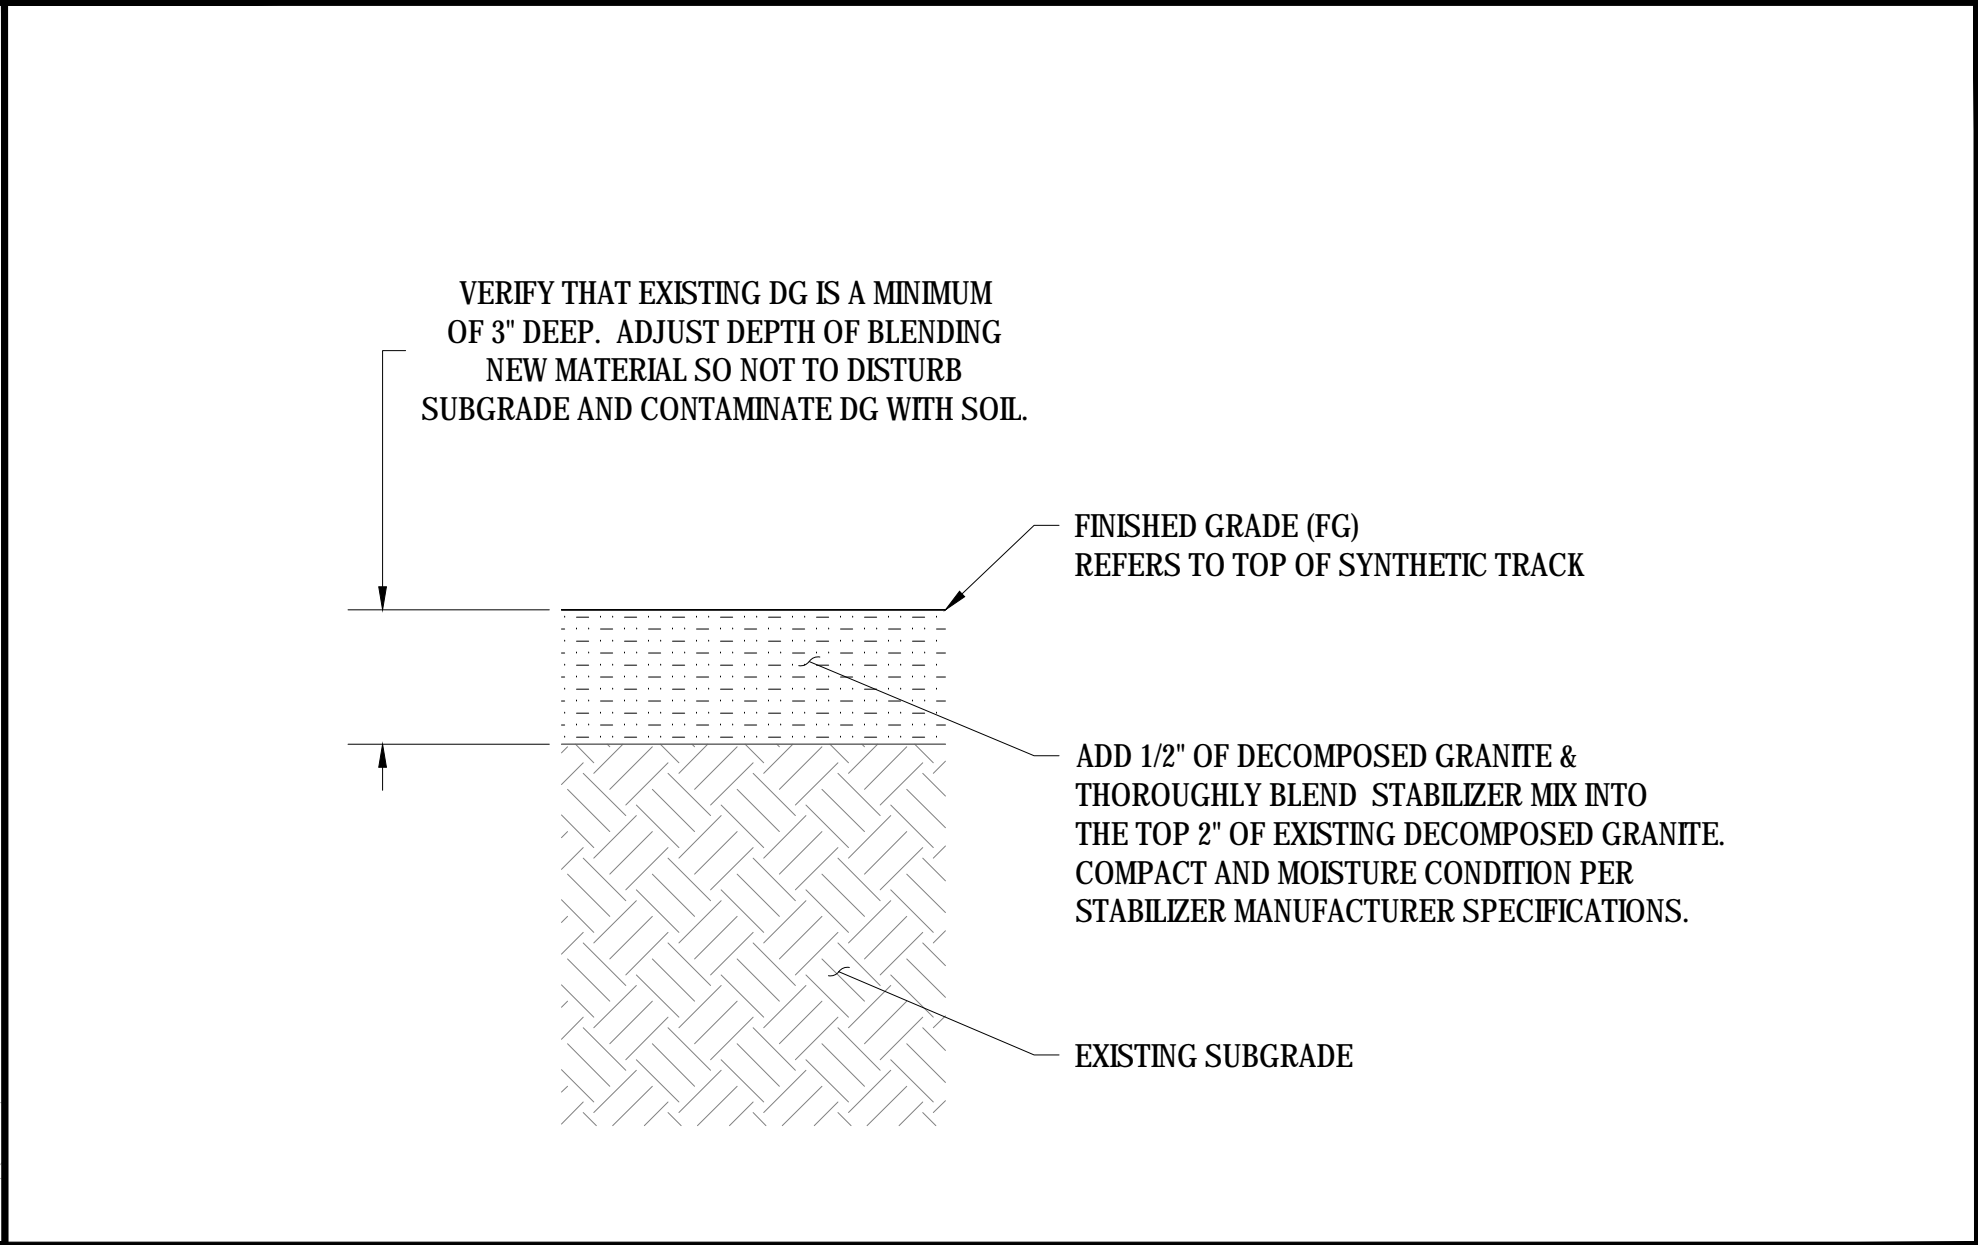 VERIFY THAT EXISTING DG IS A MINIMUM
OF 3" DEEP.  ADJUST DEPTH OF BLENDING
NEW MATERIAL SO NOT TO DISTURB
SUBGRADE AND CONTAMINATE DG WITH SOIL.
FINISHED GRADE (FG)
REFERS TO TOP OF SYNTHETIC TRACK
ADD 1/2" OF DECOMPOSED GRANITE &
THOROUGHLY BLEND  STABILIZER MIX INTO
THE TOP 2" OF EXISTING DECOMPOSED GRANITE.
COMPACT AND MOISTURE CONDITION PER
STABILIZER MANUFACTURER SPECIFICATIONS.
EXISTING SUBGRADE